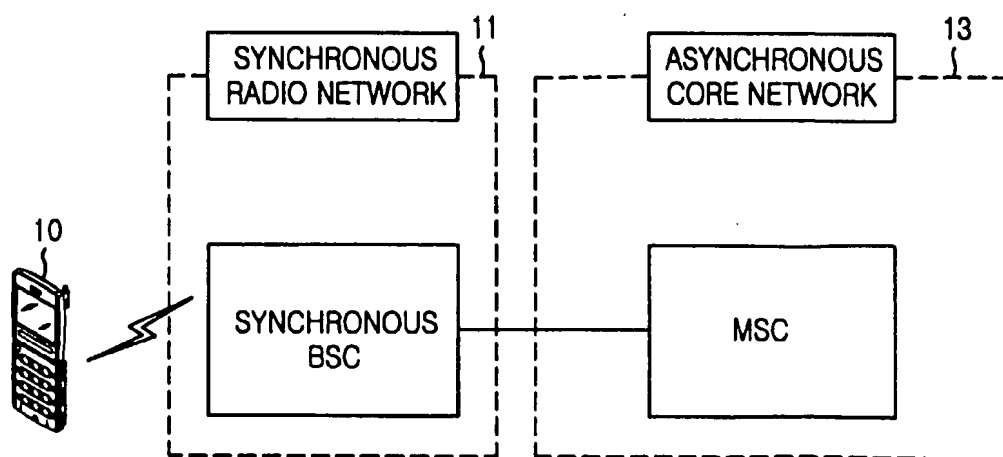 11
13
SYNCHRONOUS
RADIO NETWORK
ASYNCHRONOUS
CORE NETWORK
10
SYNCHRONOUS
BSC
MSC